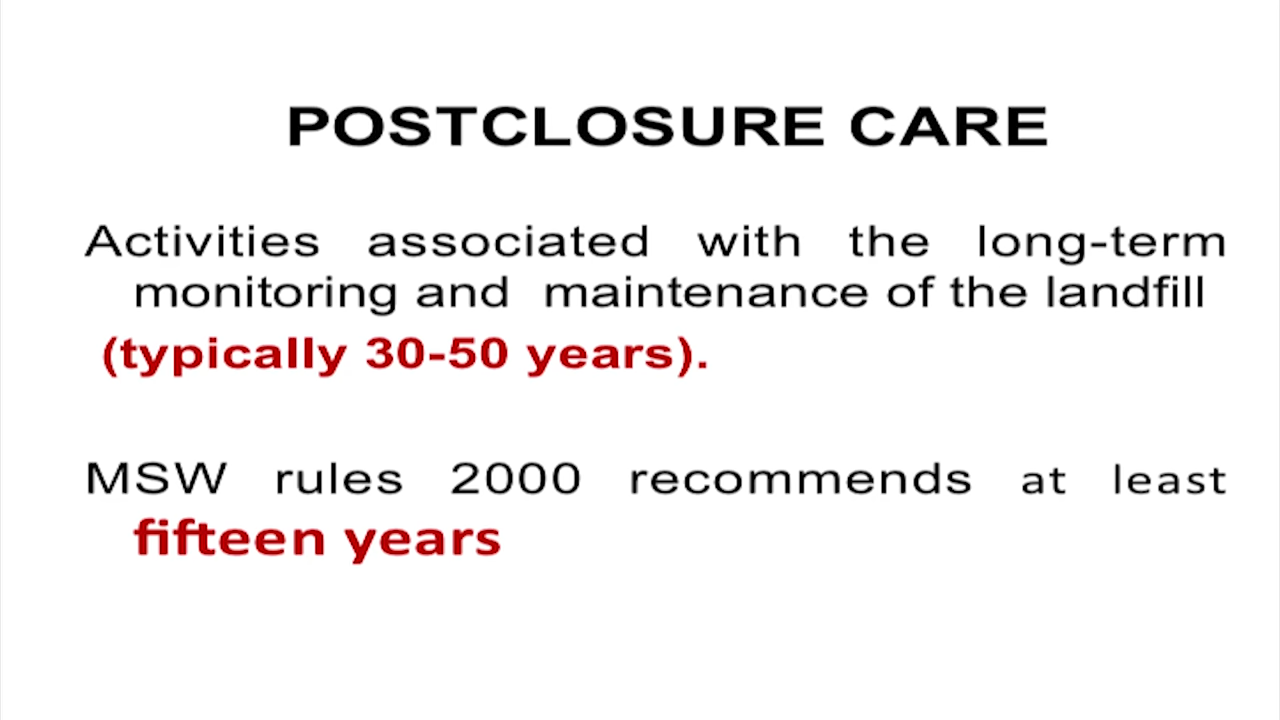 POSTCLOSURE CARE
Activities associated with the long-term
monitoring and maintenance of the landfill
(typically 30-50 years).
MSW rules 2000 recommends at least
fifteen years